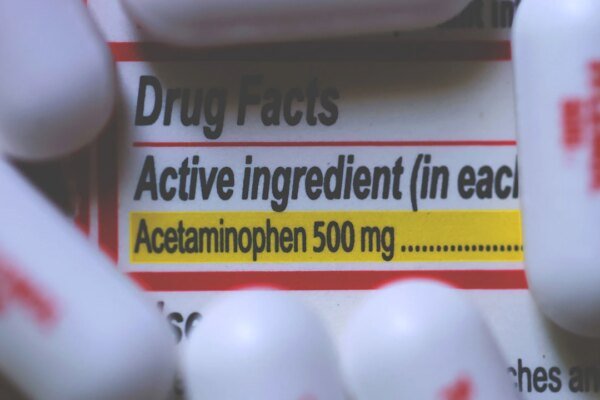 Drug Facts
Active ingredient (in each
Acetaminophen 500 mg....................